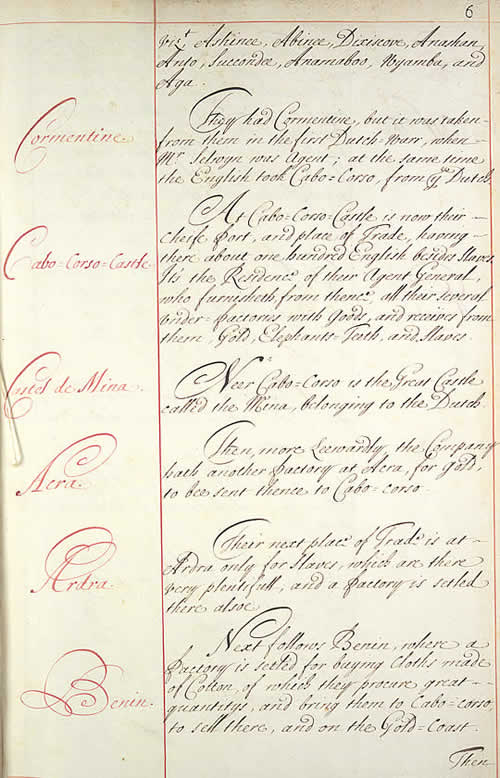 6
vizt. Askinee, Abinee, Dixiscove, Anashan,
Anto, Succondee, Anamaboo, Wyamba, and
Aga.
Cormentine.
They had Cormentine, but it was taken
from them in the first Dutch-Warr, when
Mr. Selwyn was Agent; at the same time
the English took Cabo=Corso, from ye Dutch.
Cabo=Corso=Castle.
At Cabo=Corso=Castle is now their
cheife Port, and place of Trade, having
there about one hundred English besides Slaves.
Its the Residence of their Agent General,
who furnisheth from thence, all their several
under=Factories with Goods, and receives from
them, Gold, Elephants=Teeth, and Slaves.
Castel de Mina.
Neer Cabo=Corso is the Great Castle
called the Mina, belonging to the Dutch.
Acra.
Then, more Leewardly, the Company
hath another Factory at Acra, for Gold,
to bee sent thence to Cabo=corso.
Ardra.
Their next place of Trade is at
Ardra only for Slaves, which are there
very plentifull, and a Factory is setled
there alsoe.
Benin.
Next follows Benin, where a
Factory is setled for buying Cloths made
of Cotton, of which they procure great
quantitys, and bring them to Cabo=corso,
to sell there, and on the Gold=Coast.
Then